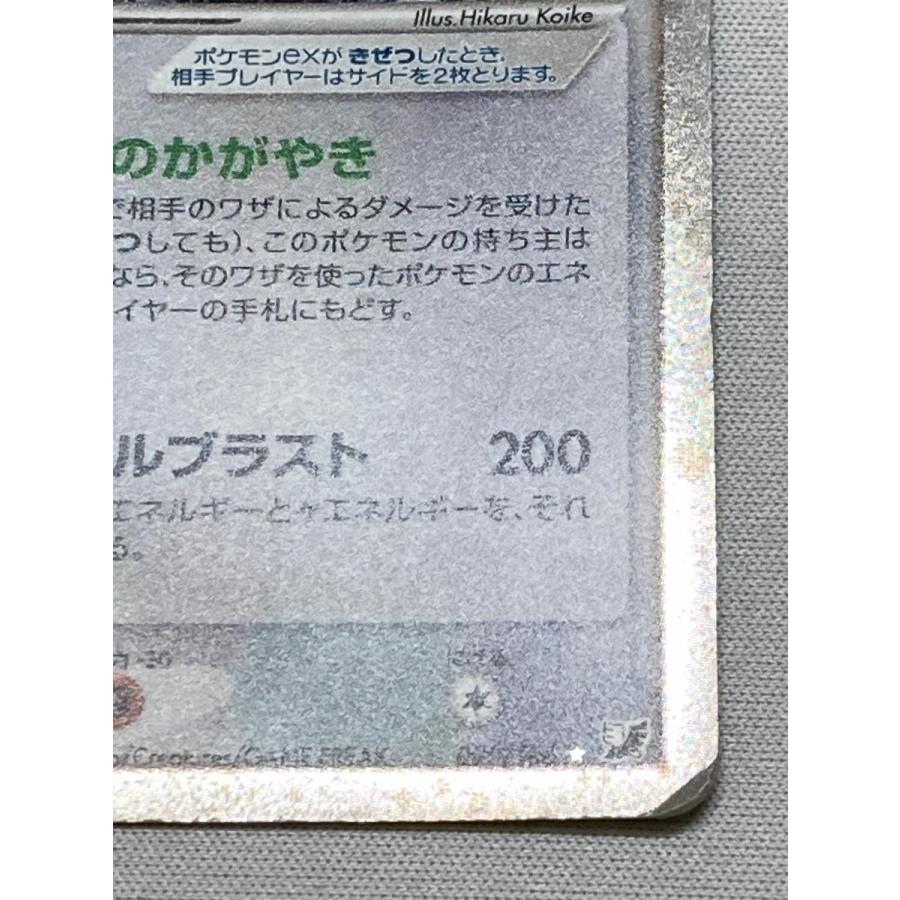 Illus.Hikaru Koike
ポケモンexが きぜつしたとき、
相手プレイヤーはサイドを2枚とります。
のかがやき
で相手のワザによるダメージを受けた
つしても)、このポケモンの持ち主は
なら、そのワザを使ったポケモンのエネ
イヤーの手札にもどす。
ルブラスト 200
エネルギーと エネルギーを、それ
る。
/Creatures/GAME FREAK